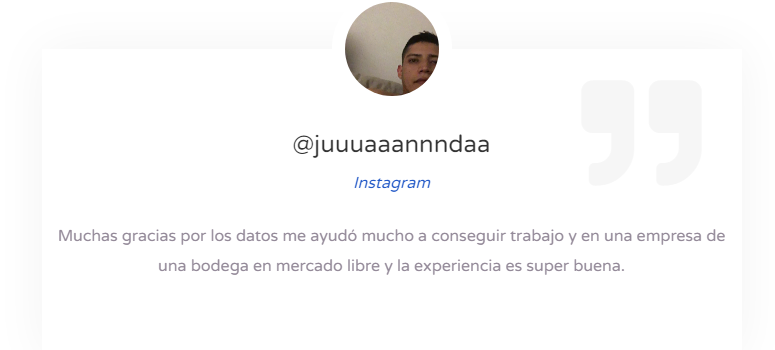 @juuuaaannndaa
Instagram
Muchas gracias por los datos me ayudó mucho a conseguir trabajo y en una empresa de
una bodega en mercado libre y la experiencia es super buena.